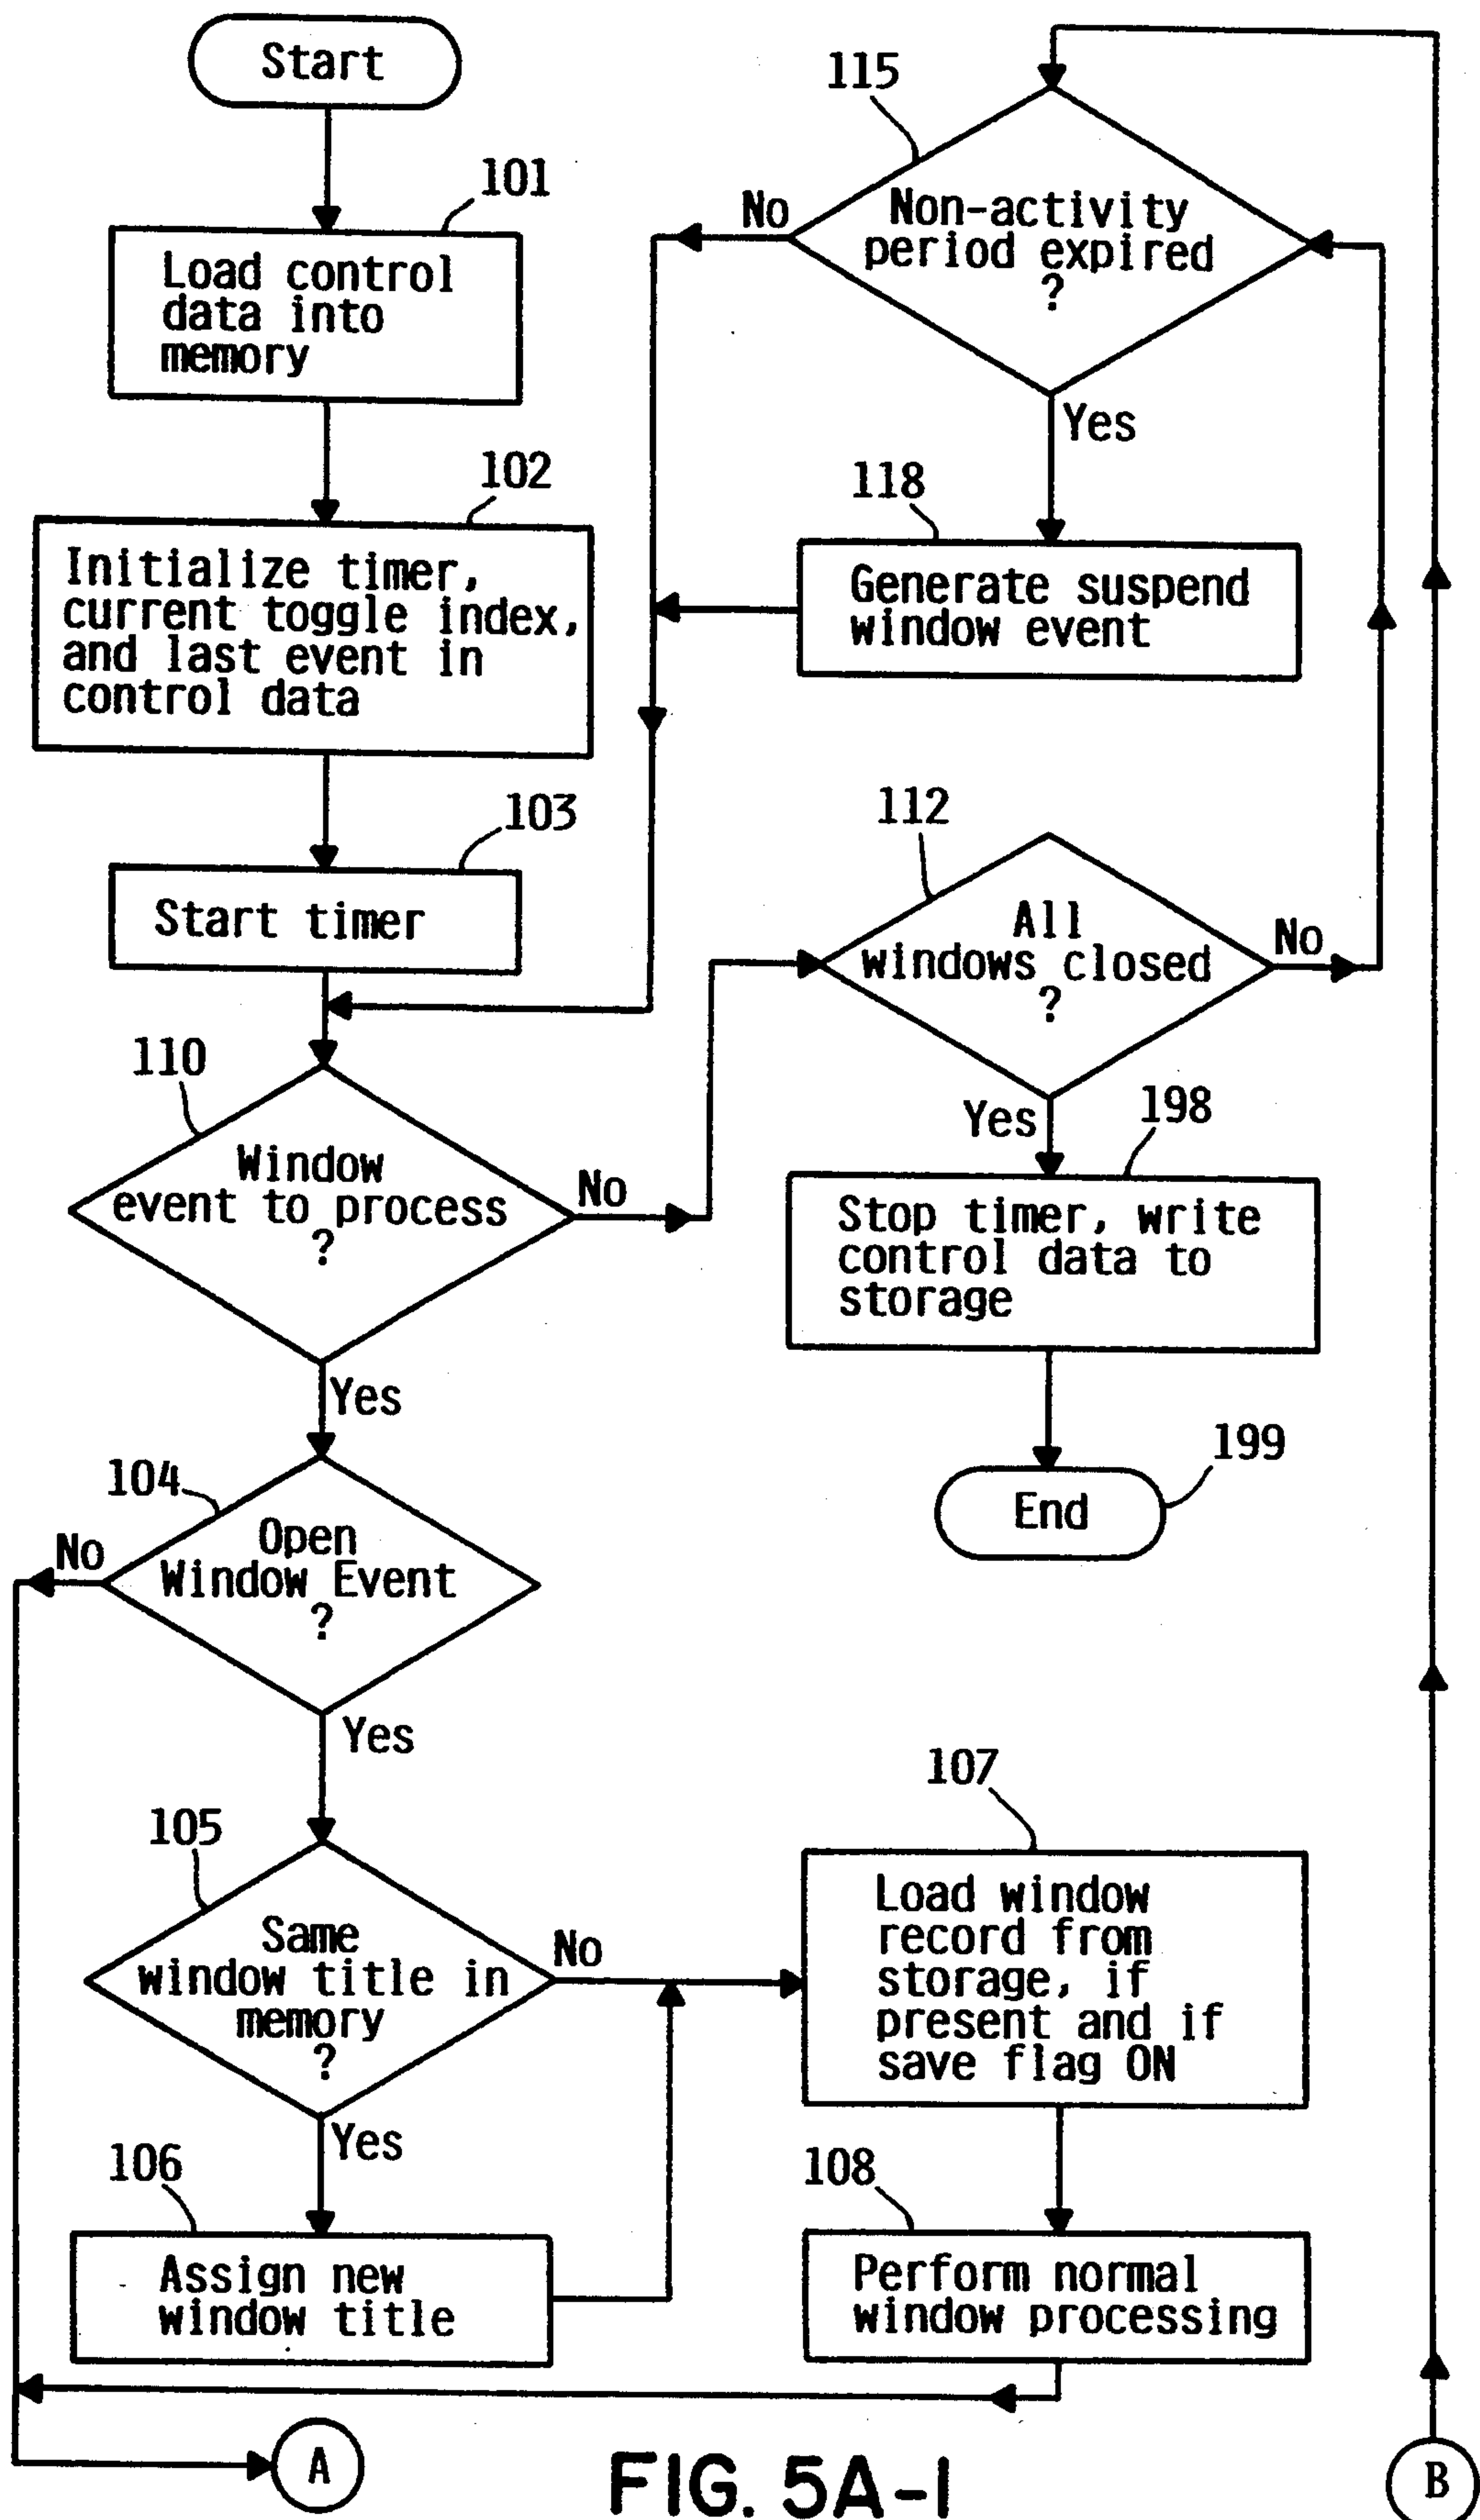 Start
101
Load control
data into
memory
102
Initialize timer,
current toggle index,
and last event in
control data
103
Start timer
110
Window
event to process
?
No
Yes
104
Open
Window Event
?
No
Yes
105
Same
window title in
memory
?
No
Yes
106
Assign new
window title
A
115
Non-activity
period expired
?
No
Yes
118
Generate suspend
window event
112
All
windows closed
?
No
Yes
198
Stop timer, write
control data to
storage
199
End
107
Load window
record from
storage, if
present and if
save flag ON
108
Perform normal
window processing
B
FIG. 5A-1